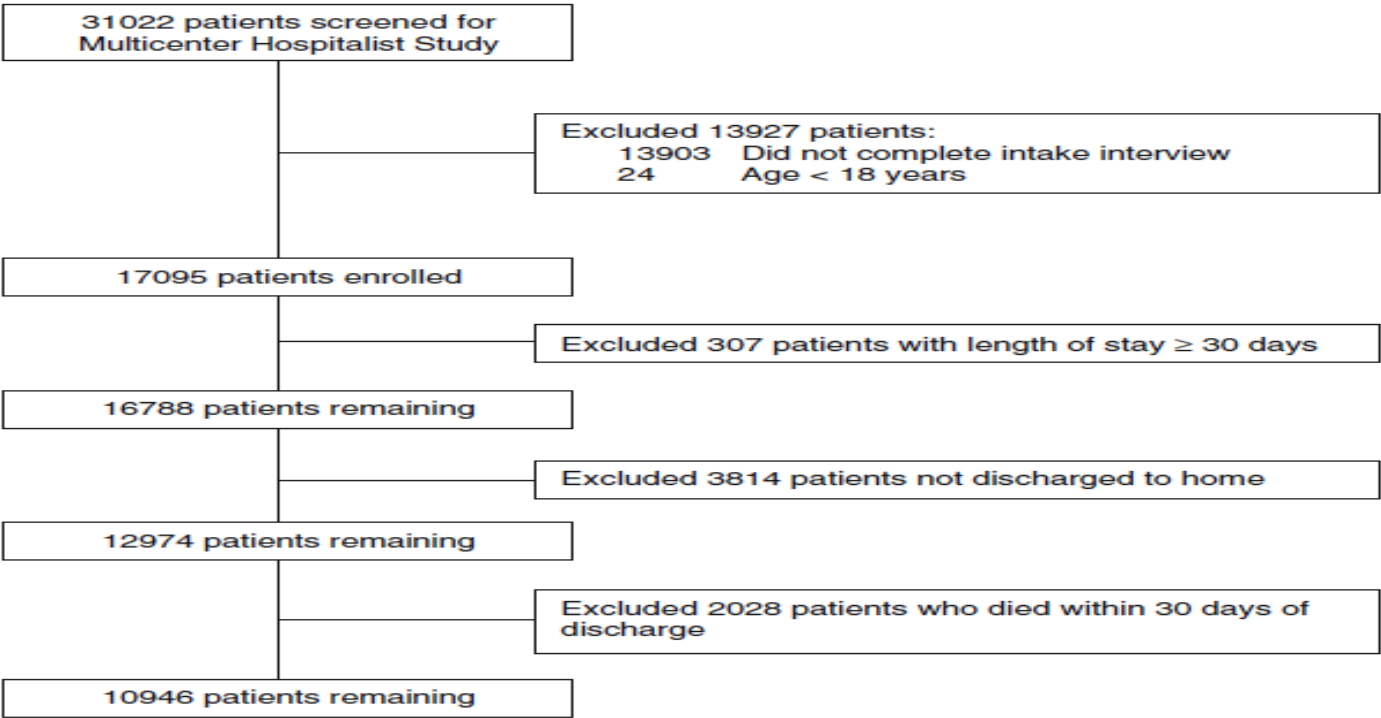 31022 patients screened for
Multicenter Hospitalist Study
Excluded 13927 patients:
13903 Did not complete intake interview
24 Age < 18 years
17095 patients enrolled
Excluded 307 patients with length of stay ≥ 30 days
16788 patients remaining
Excluded 3814 patients not discharged to home
12974 patients remaining
Excluded 2028 patients who died within 30 days of
discharge
10946 patients remaining